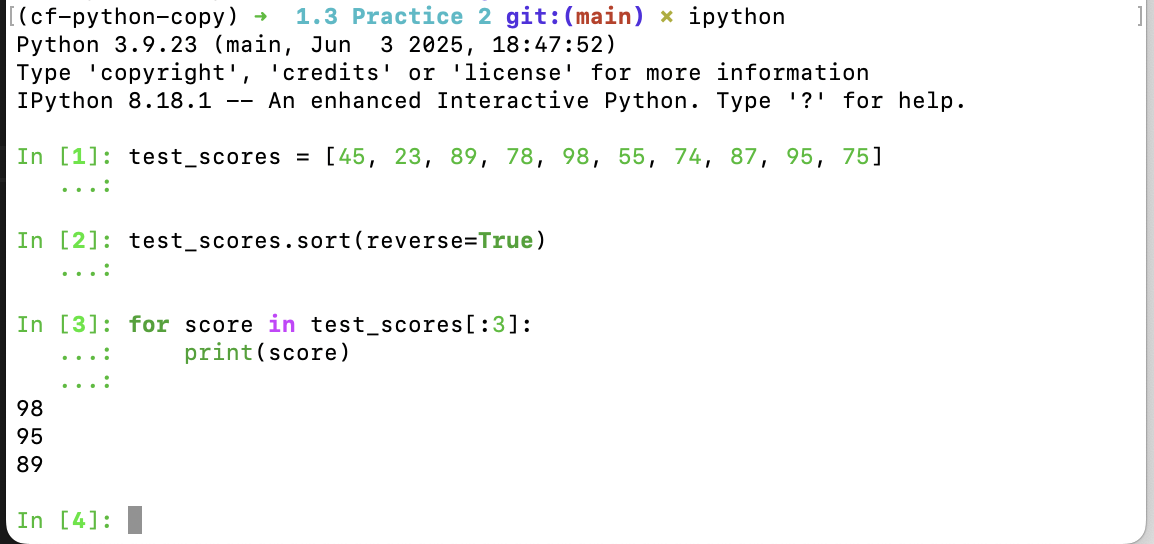 [(cf-python-copy) ➜  1.3 Practice 2 git:(main) ✗ ipython ]
Python 3.9.23 (main, Jun  3 2025, 18:47:52)
Type 'copyright', 'credits' or 'license' for more information
IPython 8.18.1 -- An enhanced Interactive Python. Type '?' for help.

In [1]: test_scores = [45, 23, 89, 78, 98, 55, 74, 87, 95, 75]
   ...:

In [2]: test_scores.sort(reverse=True)
   ...:

In [3]: for score in test_scores[:3]:
   ...:     print(score)
   ...:
98
95
89

In [4]: